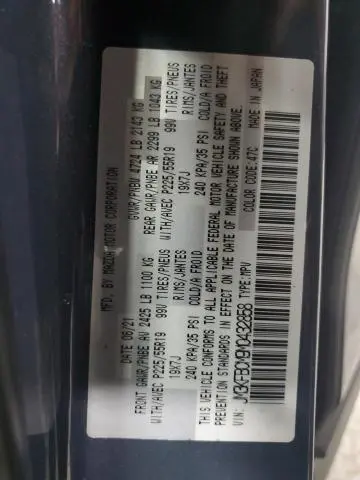 MFD. BY MAZDA MOTOR CORPORATION
DATE 06/21 GVWR/PNBV 4724 LB 2143 KG
FRONT GAWR/PNBE AV 2425 LB 1100 KG REAR GAWR/PNBE AR 2299 LB 1043 KG
WITH/AVEC P225/55R19 99V TIRES/PNEUS WITH/AVEC P225/55R19 99V TIRES/PNEUS
19X7J RIMS/JANTES 19X7J RIMS/JANTES
240 KPA/35 PSI COLD/A FROID 240 KPA/35 PSI COLD/A FROID
THIS VEHICLE CONFORMS TO ALL APPLICABLE FEDERAL MOTOR VEHICLE SAFETY AND THEFT
PREVENTION STANDARDS IN EFFECT ON THE DATE OF MANUFACTURE SHOWN ABOVE.
VIN: TYPE:MPV COLOR CODE:47C MADE IN JAPAN